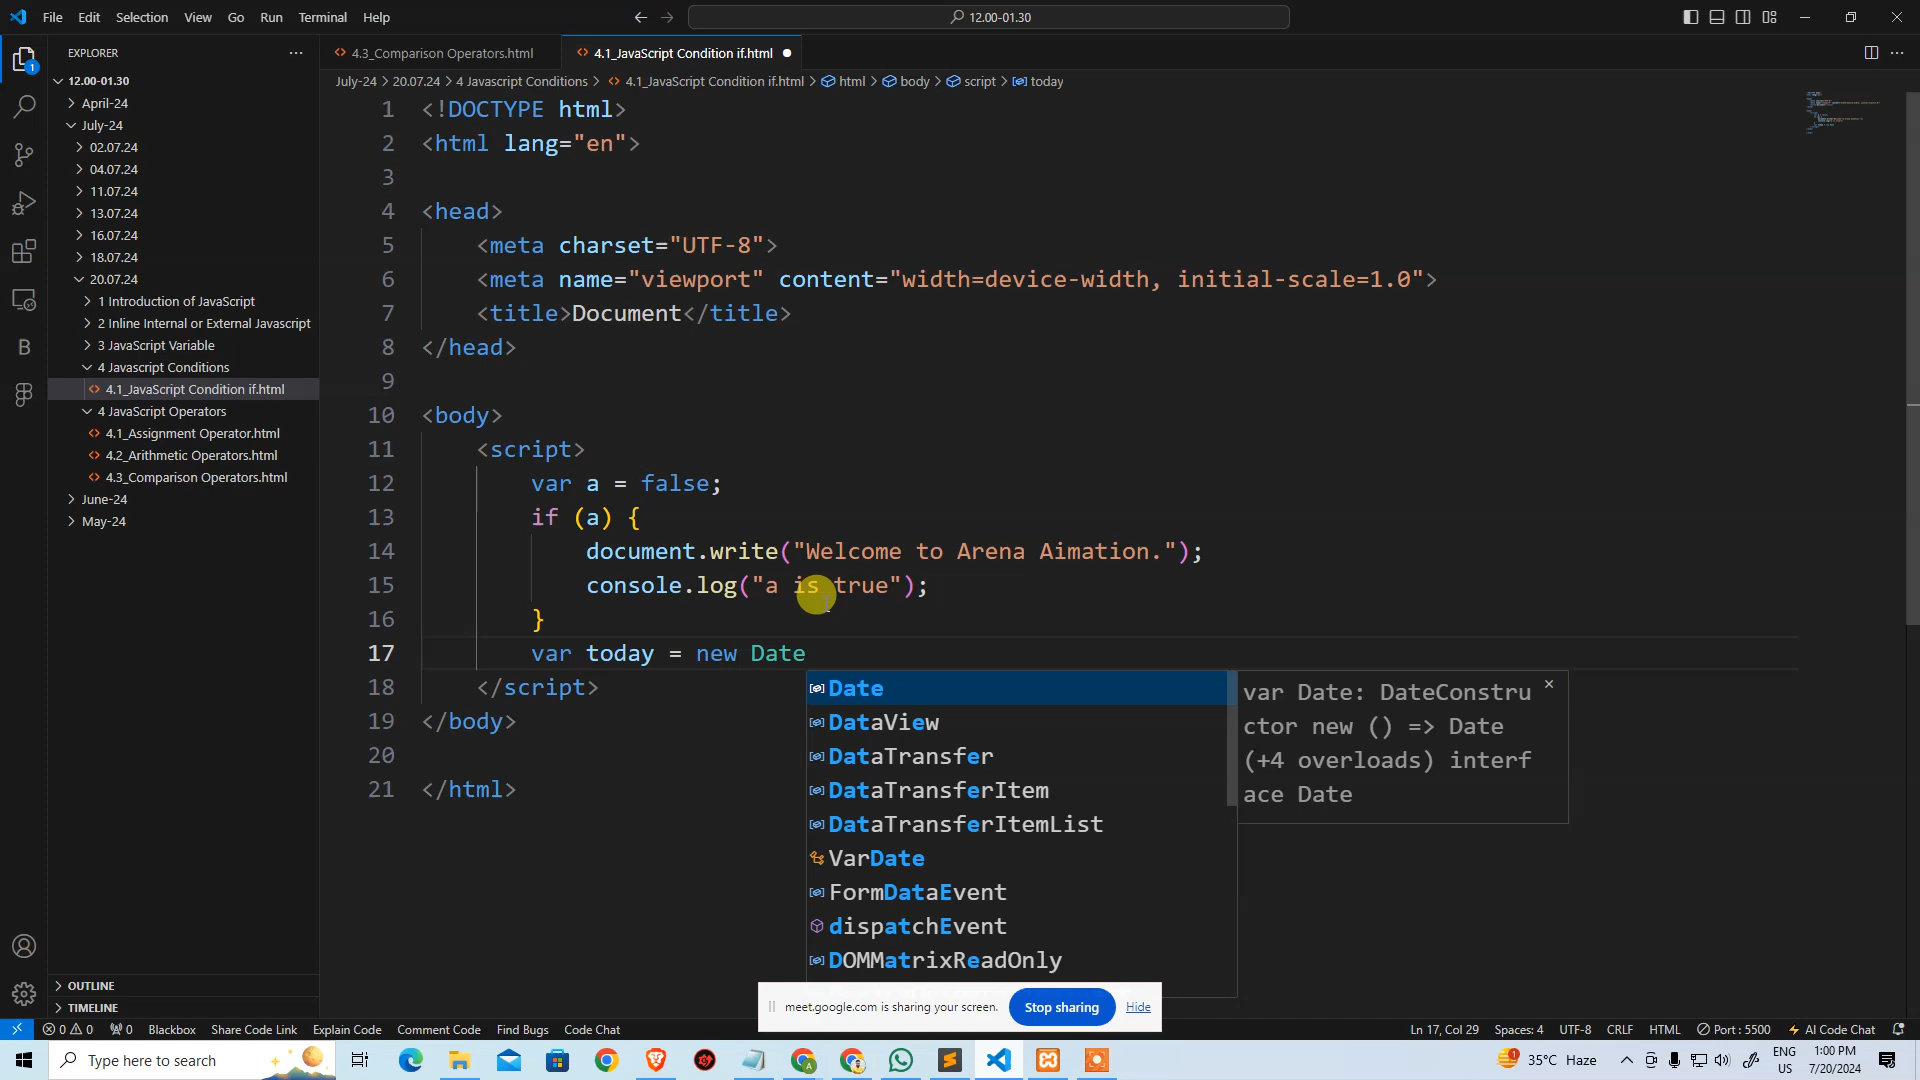 File Edit Selection View Go Run Terminal Help
12.00-01.30
EXPLORER
4.3_Comparison Operators.html
4.1_JavaScript Condition if.html
July-24 > 20.07.24 > 4 Javascript Conditions > 4.1_JavaScript Condition if.html > html > body > script > today
12.00-01.30
April-24
July-24
02.07.24
04.07.24
11.07.24
13.07.24
16.07.24
18.07.24
20.07.24
1 Introduction of JavaScript
2 Inline Internal or External Javascript
3 JavaScript Variable
4 Javascript Conditions
4.1_JavaScript Condition if.html
4 JavaScript Operators
4.1_Assignment Operator.html
4.2_Arithmetic Operators.html
4.3_Comparison Operators.html
June-24
May-24
OUTLINE
TIMELINE
1 <!DOCTYPE html>
2 <html lang="en">
3
4 <head>
5 <meta charset="UTF-8">
6 <meta name="viewport" content="width=device-width, initial-scale=1.0">
7 <title>Document</title>
8 </head>
9
10 <body>
11 <script>
12 var a = false;
13 if (a) {
14 document.write("Welcome to Arena Aimation.");
15 console.log("a is true");
16 }
17 var today = new Date
18 </script>
19 </body>
20
21 </html>
Date
DataView
DataTransfer
DataTransferItem
DataTransferItemList
VarDate
FormDataEvent
dispatchEvent
DOMMatrixReadOnly
var Date: DateConstru
ctor new () => Date
(+4 overloads) interf
ace Date
meet.google.com is sharing your screen. Stop sharing Hide
0 0 0 Blackbox Share Code Link Explain Code Comment Code Find Bugs Code Chat
Ln 17, Col 29 Spaces: 4 UTF-8 CRLF HTML Port : 5500 AI Code Chat
Type here to search
35°C Haze
ENG
US
1:00 PM
7/20/2024